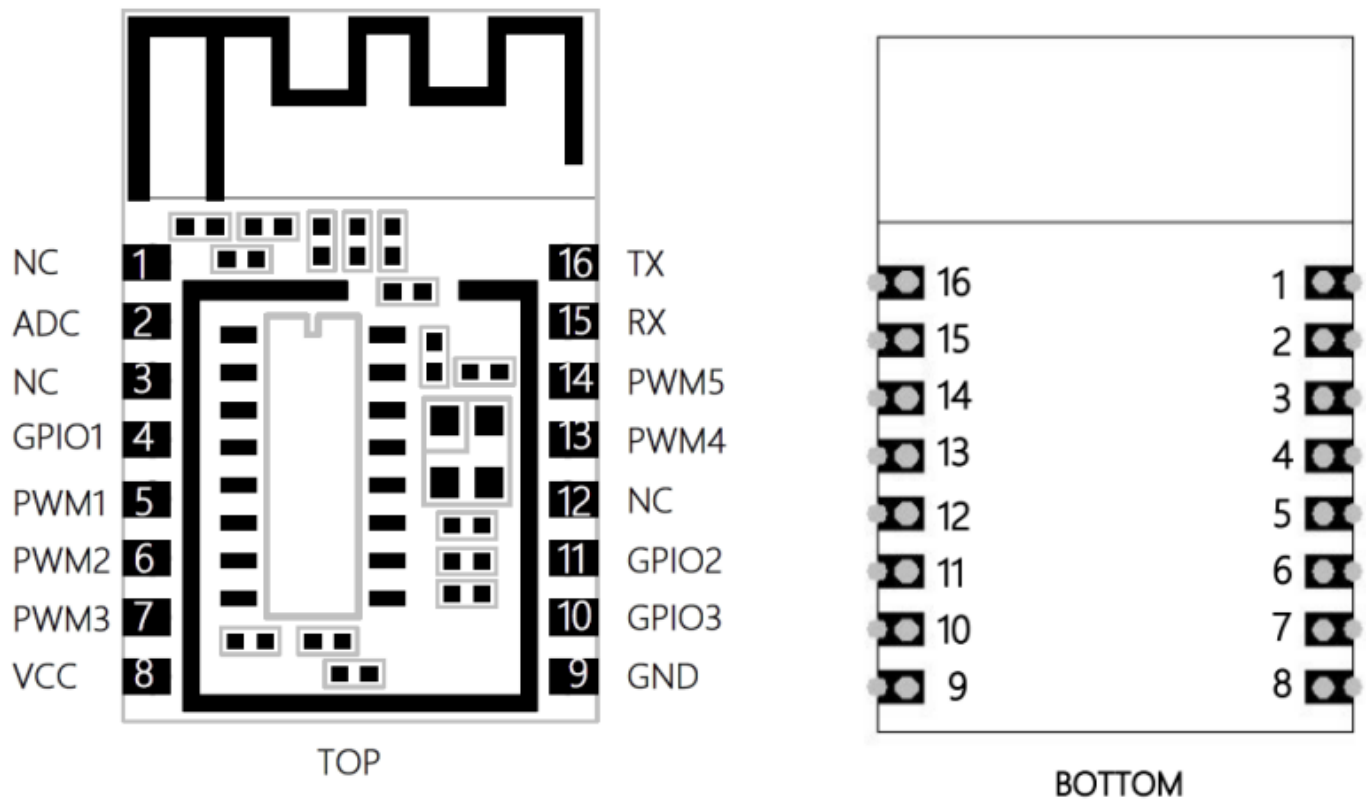 NC 1 16 TX
ADC 2 15 RX
NC 3 14 PWM5
GPIO1 4 13 PWM4
PWM1 5 12 NC
PWM2 6 11 GPIO2
PWM3 7 10 GPIO3
VCC 8 9 GND
TOP
16 1
15 2
14 3
13 4
12 5
11 6
10 7
9 8
BOTTOM